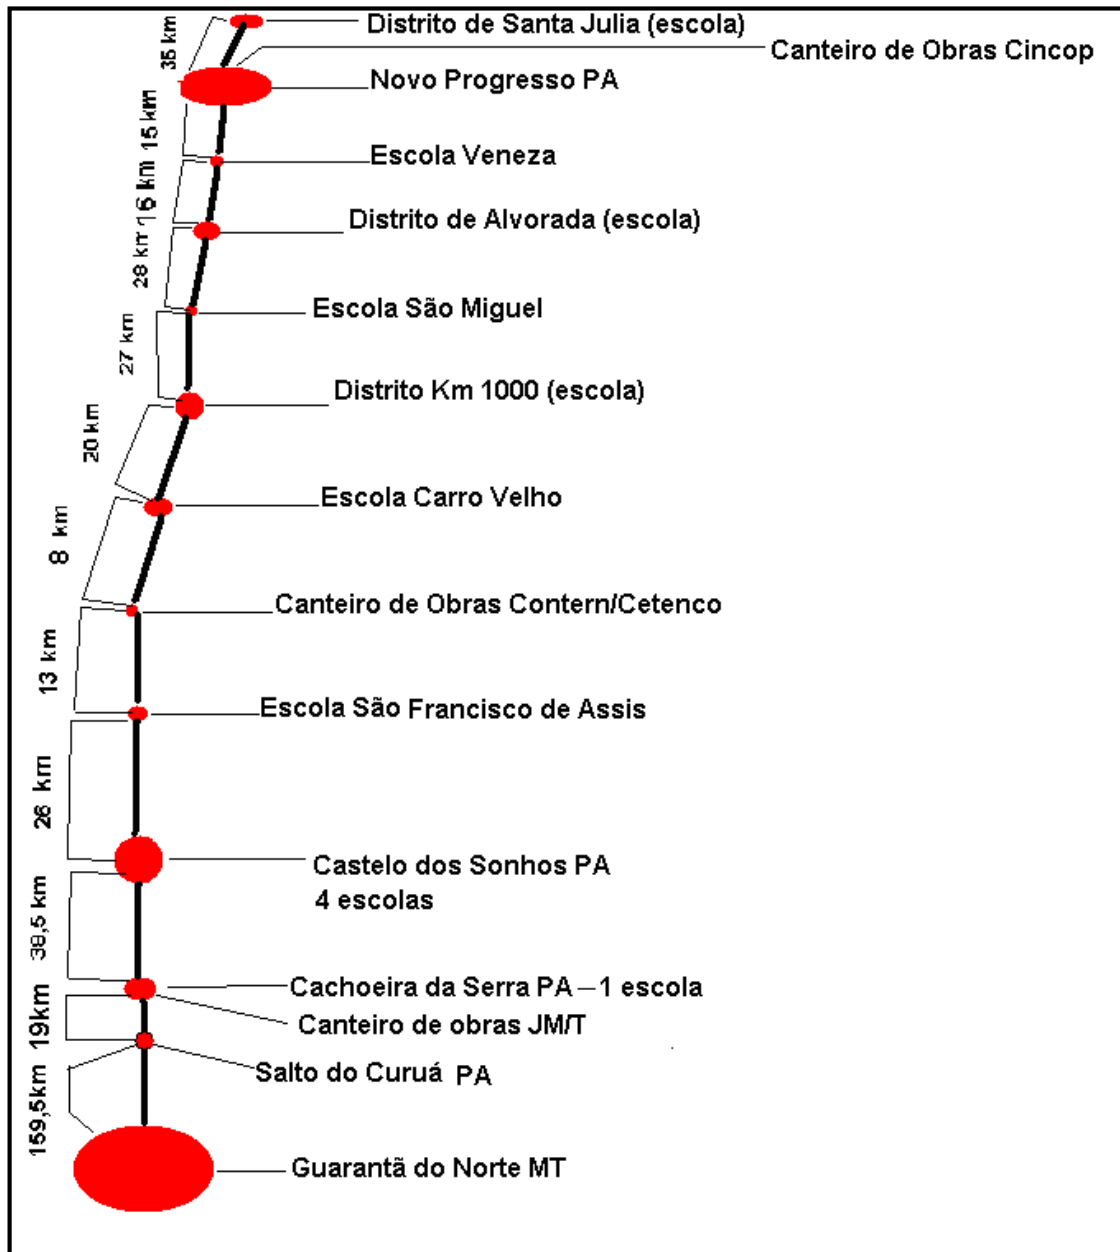 35 km
Distrito de Santa Julia (escola)
Canteiro de Obras Cincop
Novo Progresso PA
15 km
Escola Veneza
16 km
Distrito de Alvorada (escola)
28 km
Escola São Miguel
27 km
Distrito Km 1000 (escola)
20 km
Escola Carro Velho
8 km
Canteiro de Obras Contern/Cetenco
13 km
Escola São Francisco de Assis
26 km
Castelo dos Sonhos PA
4 escolas
Cachoeira da Serra PA – 1 escola
Canteiro de obras JM/T
19km
Salto do Curuá PA
159,5km
Guarantã do Norte MT